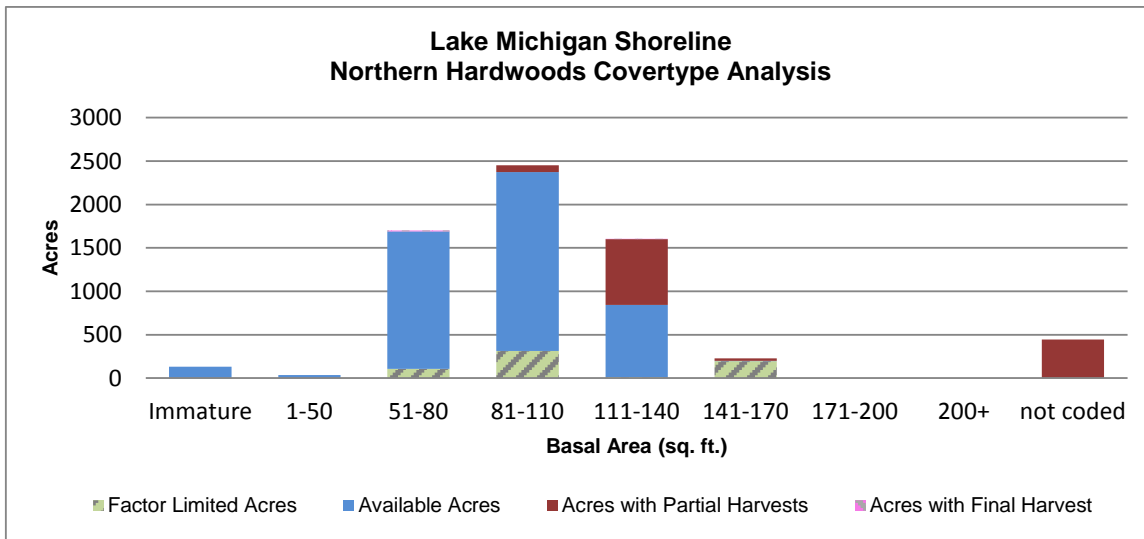 Lake Michigan Shoreline
Northern Hardwoods Covertype Analysis
3000
2500
2000
1500
1000
500
0
Acres
Immature 1-50 51-80 81-110 111-140 141-170 171-200 200+ not coded
Basal Area (sq. ft.)
Factor Limited Acres Available Acres Acres with Partial Harvests Acres with Final Harvest